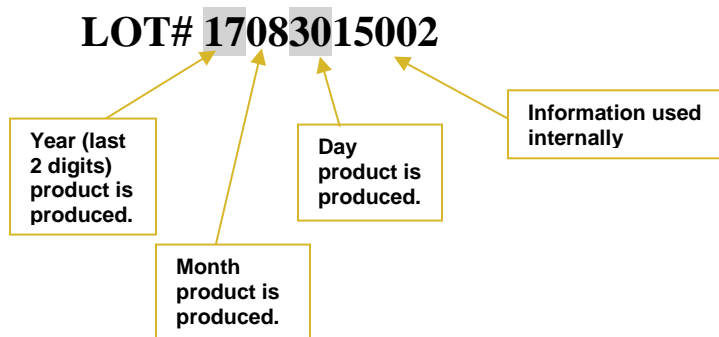 LOT# 17083015002
Year (last
2 digits)
product is
produced.
Month
product is
produced.
Day
product is
produced.
Information used
internally